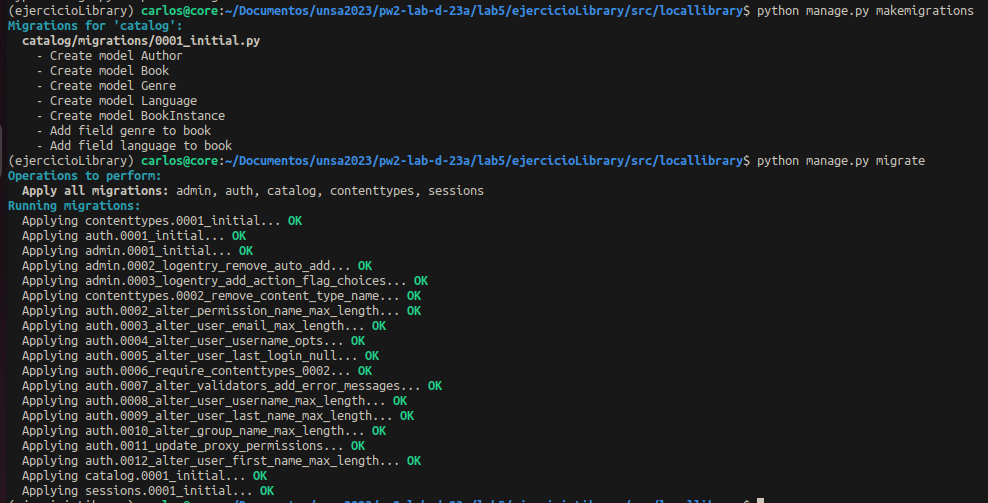 (ejercicioLibrary) carlos@core:~/Documentos/unsa2023/pw2-lab-d-23a/lab5/ejercicioLibrary/src/locallibrary$ python manage.py makemigrations
Migrations for 'catalog':
  catalog/migrations/0001_initial.py
    - Create model Author
    - Create model Book
    - Create model Genre
    - Create model Language
    - Create model BookInstance
    - Add field genre to book
    - Add field language to book
(ejercicioLibrary) carlos@core:~/Documentos/unsa2023/pw2-lab-d-23a/lab5/ejercicioLibrary/src/locallibrary$ python manage.py migrate
Operations to perform:
  Apply all migrations: admin, auth, catalog, contenttypes, sessions
Running migrations:
  Applying contenttypes.0001_initial... OK
  Applying auth.0001_initial... OK
  Applying admin.0001_initial... OK
  Applying admin.0002_logentry_remove_auto_add... OK
  Applying admin.0003_logentry_add_action_flag_choices... OK
  Applying contenttypes.0002_remove_content_type_name... OK
  Applying auth.0002_alter_permission_name_max_length... OK
  Applying auth.0003_alter_user_email_max_length... OK
  Applying auth.0004_alter_user_username_opts... OK
  Applying auth.0005_alter_user_last_login_null... OK
  Applying auth.0006_require_contenttypes_0002... OK
  Applying auth.0007_alter_validators_add_error_messages... OK
  Applying auth.0008_alter_user_username_max_length... OK
  Applying auth.0009_alter_user_last_name_max_length... OK
  Applying auth.0010_alter_group_name_max_length... OK
  Applying auth.0011_update_proxy_permissions... OK
  Applying auth.0012_alter_user_first_name_max_length... OK
  Applying catalog.0001_initial... OK
  Applying sessions.0001_initial... OK